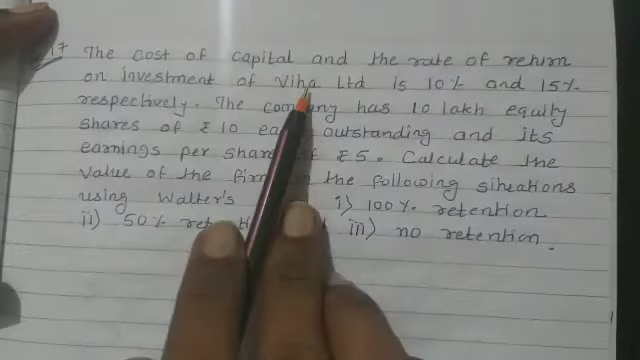 17 The cost of capital and the rate of return
on investment of Viha Ltd is 10% and 15%
respectively. The company has 10 lakh equity
shares of ₹10 each outstanding and its
earnings per share of ₹5. Calculate the
value of the firm in the following situations
using Walter's i) 100% retention
ii) 50% iii) no retention.